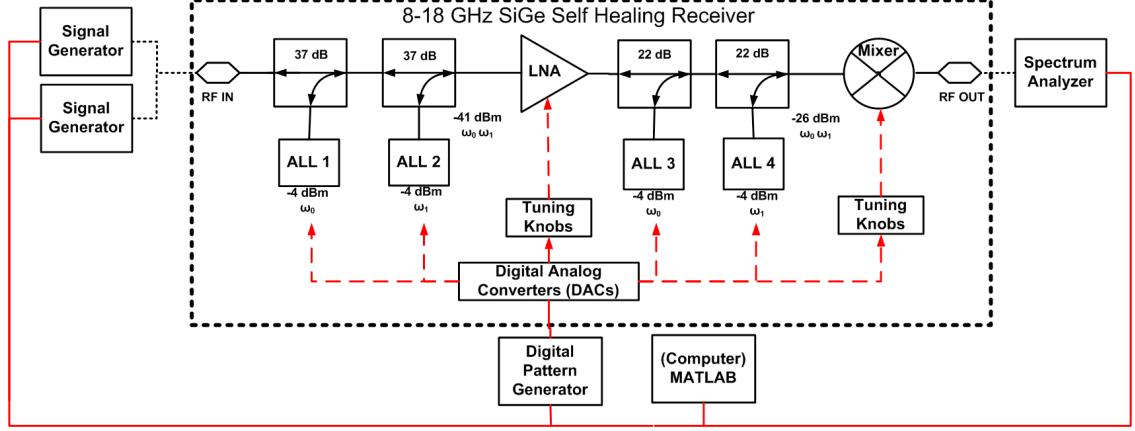 8-18 GHz SiGe Self Healing Receiver
Signal
Generator
Signal
Generator
RF IN
37 dB
37 dB
LNA
22 dB
22 dB
Mixer
RF OUT
Spectrum
Analyzer
-41 dBm
ω₀ ω₁
-26 dBm
ω₀ ω₁
ALL 1
ALL 2
ALL 3
ALL 4
-4 dBm
ω₀
-4 dBm
ω₁
-4 dBm
ω₀
-4 dBm
ω₁
Tuning
Knobs
Tuning
Knobs
Digital Analog
Converters (DACs)
Digital
Pattern
Generator
(Computer)
MATLAB